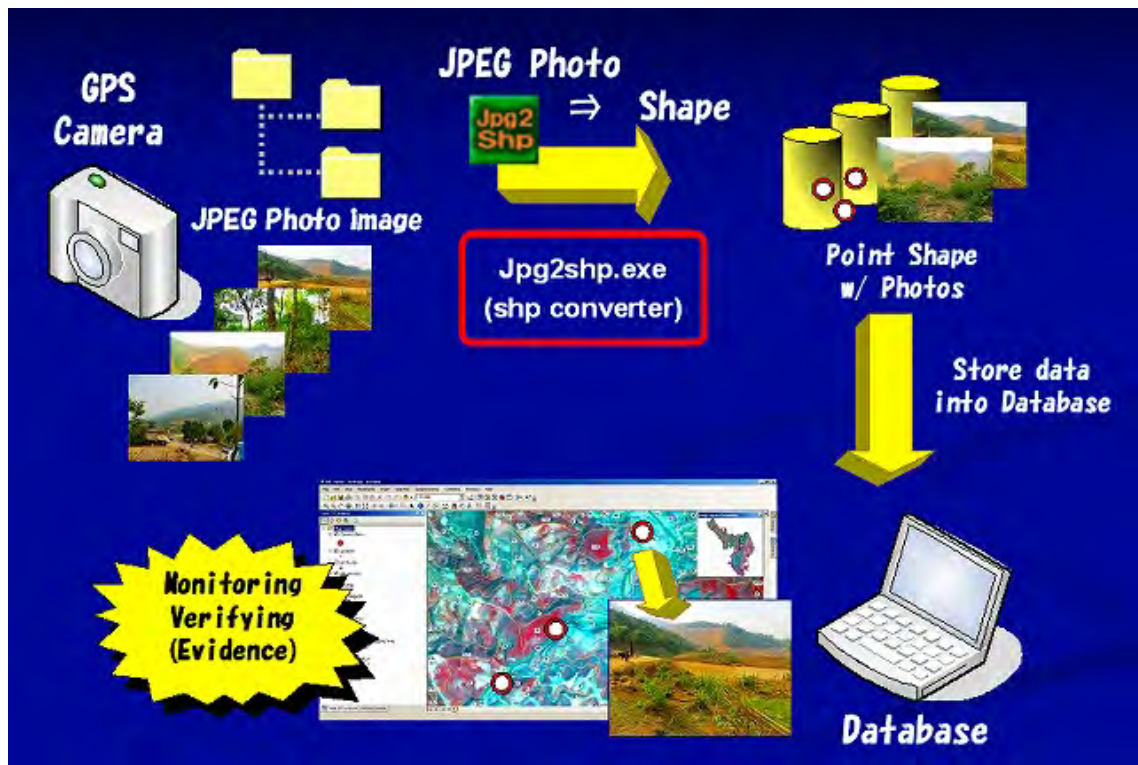 GPS
Camera
JPEG Photo Image
JPEG Photo
⇒ Shape
Jpg2
Shp
Jpg2shp.exe
(shp converter)
Point Shape
w/ Photos
Store data
into Database
Monitoring
Verifying
(Evidence)
Database